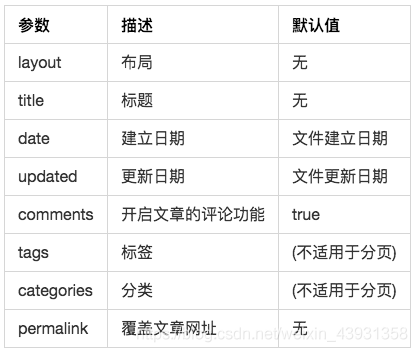 参数 描述 默认值
layout 布局 无
title 标题 无
date 建立日期 文件建立日期
updated 更新日期 文件更新日期
comments 开启文章的评论功能 true
tags 标签 (不适用于分页)
categories 分类 (不适用于分页)
permalink 覆盖文章网址 无
https://blog.csdn.net/weixin_43931358